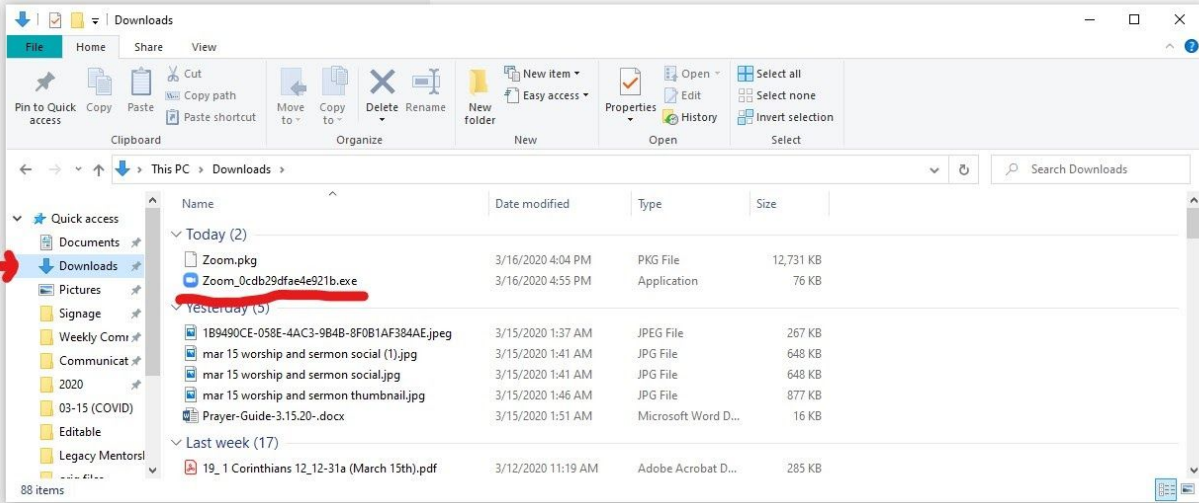 Downloads
File Home Share View
Pin to Quick access
Copy
Paste
Cut
Copy path
Paste shortcut
Clipboard
Move to
Copy to
Delete
Rename
Organize
New folder
New item
Easy access
New
Properties
Open
Edit
History
Open
Select all
Select none
Invert selection
Select
This PC > Downloads >
Search Downloads
Quick access
Documents
Downloads
Pictures
Signage
Weekly Comm
Communicat
2020
03-15 (COVID)
Editable
Legacy Mentorsl
Name Date modified Type Size
Today (2)
Zoom.pkg 3/16/2020 4:04 PM PKG File 12,731 KB
Zoom_0cdb29dfae4e921b.exe 3/16/2020 4:55 PM Application 76 KB
Yesterday (5)
1B9490CE-058E-4AC3-9B4B-8F0B1AF384AE.jpeg 3/15/2020 1:37 AM JPEG File 267 KB
mar 15 worship and sermon social (1).jpg 3/15/2020 1:41 AM JPG File 648 KB
mar 15 worship and sermon social.jpg 3/15/2020 1:41 AM JPG File 648 KB
mar 15 worship and sermon thumbnail.jpg 3/15/2020 1:46 AM JPG File 877 KB
Prayer-Guide-3.15.20-.docx 3/15/2020 1:51 AM Microsoft Word D... 16 KB
Last week (17)
19_ 1 Corinthians 12_12-31a (March 15th).pdf 3/12/2020 11:19 AM Adobe Acrobat D... 285 KB
88 items